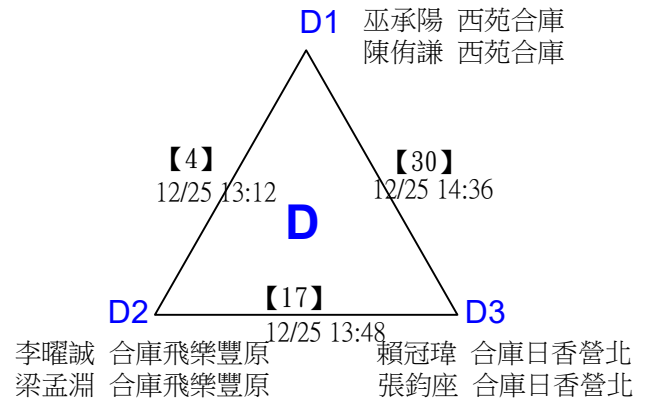 D1 巫承陽 西苑合庫
陳侑謙 西苑合庫
【4】
12/25 13:12
【30】
12/25 14:36
D
D2
【17】
12/25 13:48
D3
李曜誠 合庫飛樂豐原
梁孟淵 合庫飛樂豐原
賴冠瑋 合庫日香營北
張鈞座 合庫日香營北